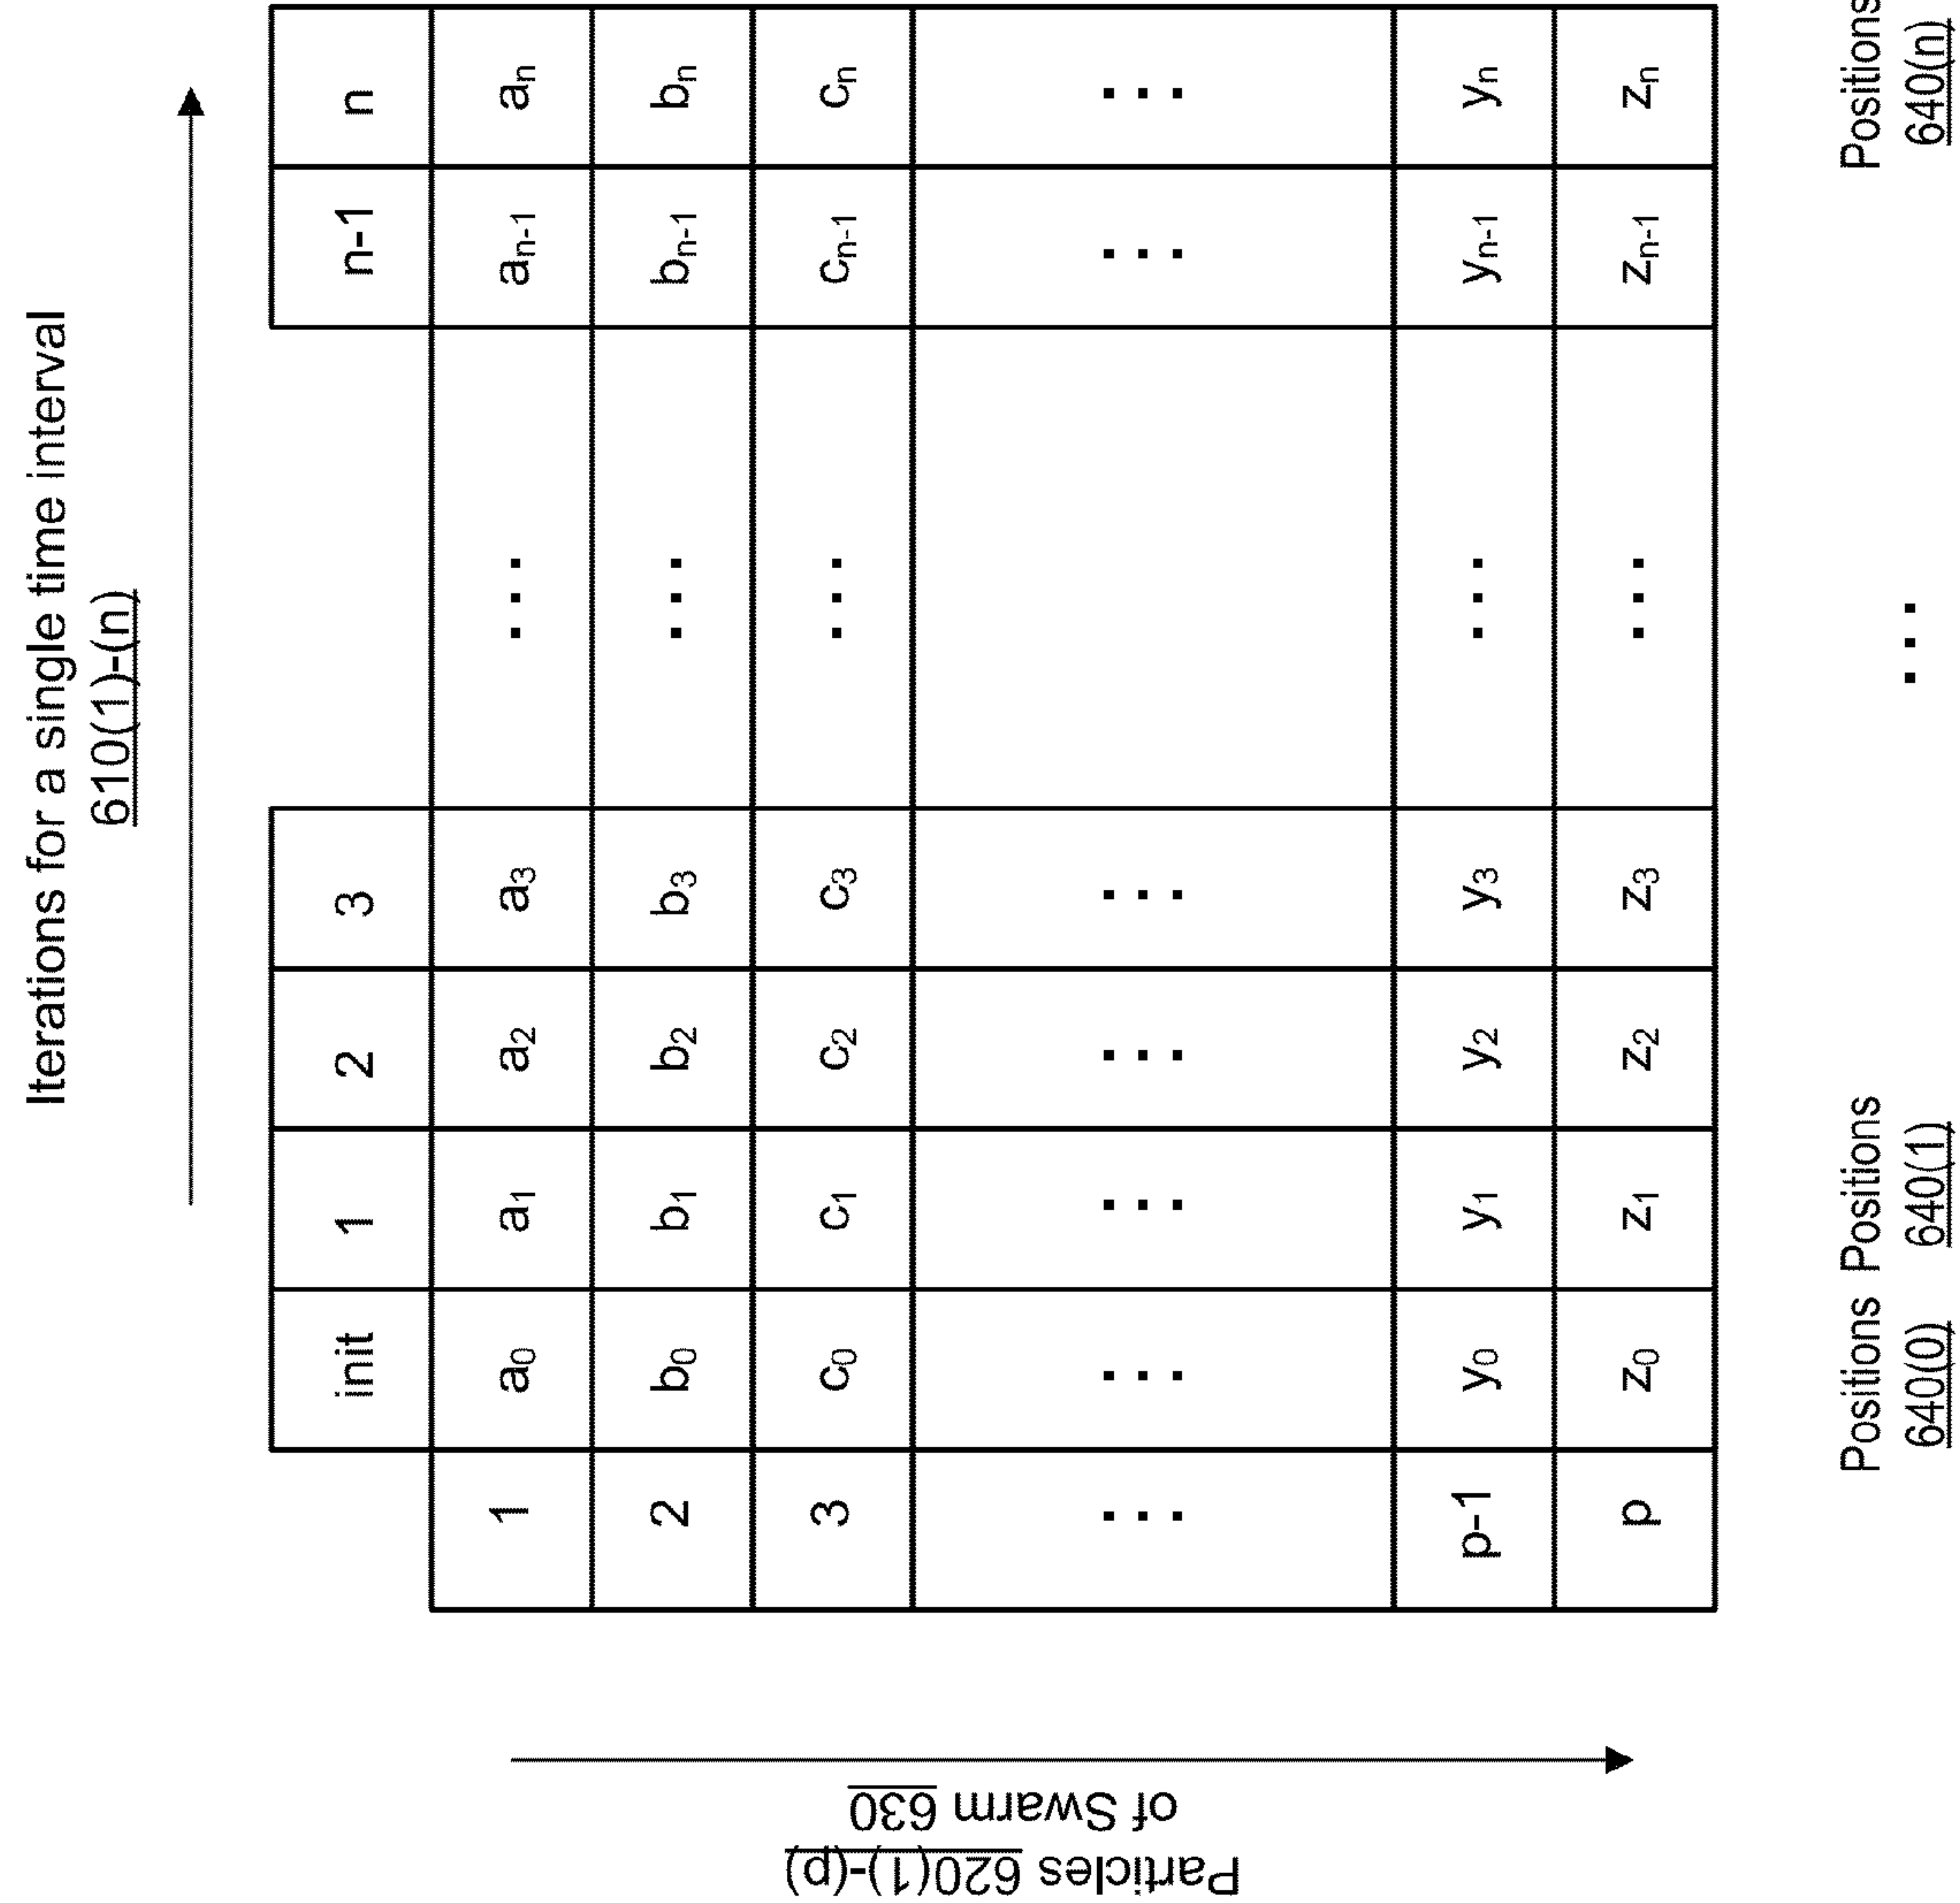 Iterations for a single time interval
610(1)-(n)
Particles 620(1)-(p)
of Swarm 630
init 1 2 3 n-1 n
1 a₀ a₁ a₂ a₃ ... aₙ₋₁ aₙ
2 b₀ b₁ b₂ b₃ ... bₙ₋₁ bₙ
3 c₀ c₁ c₂ c₃ ... cₙ₋₁ cₙ
⋮ ⋮ ⋮ ⋮ ⋮ ⋮ ⋮
p-1 y₀ y₁ y₂ y₃ ... yₙ₋₁ yₙ
p z₀ z₁ z₂ z₃ ... zₙ₋₁ zₙ
Positions Positions ... Positions
640(0) 640(1) 640(n)